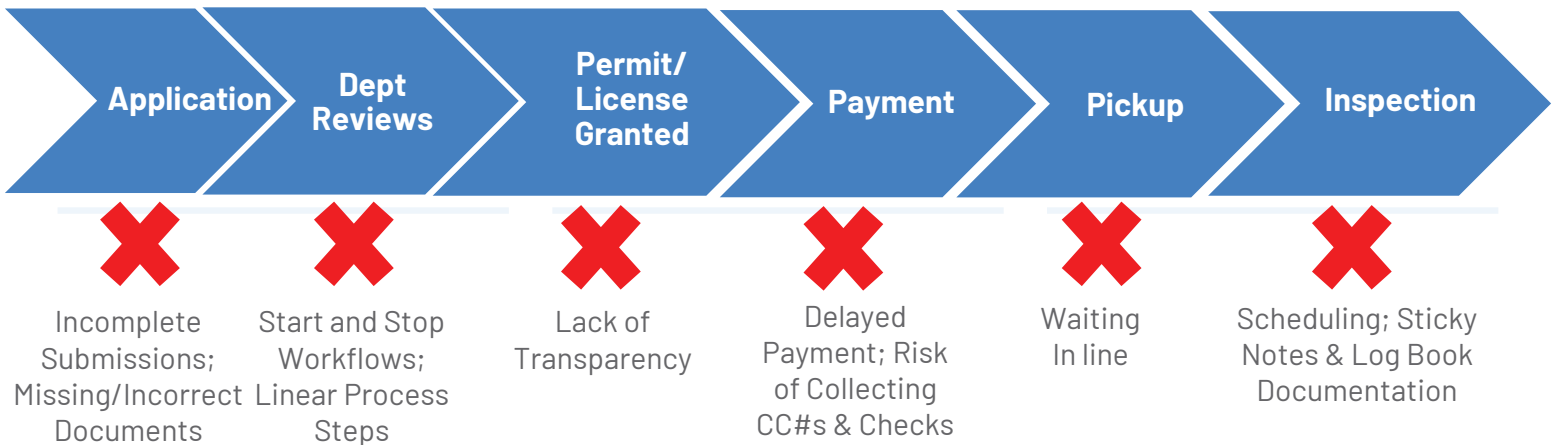 Application
Dept
Reviews
Permit/
License
Granted
Payment
Pickup
Inspection
Incomplete
Submissions;
Missing/Incorrect
Documents
Start and Stop
Workflows;
Linear Process
Steps
Lack of
Transparency
Delayed
Payment; Risk
of Collecting
CC#s & Checks
Waiting
In line
Scheduling; Sticky
Notes & Log Book
Documentation